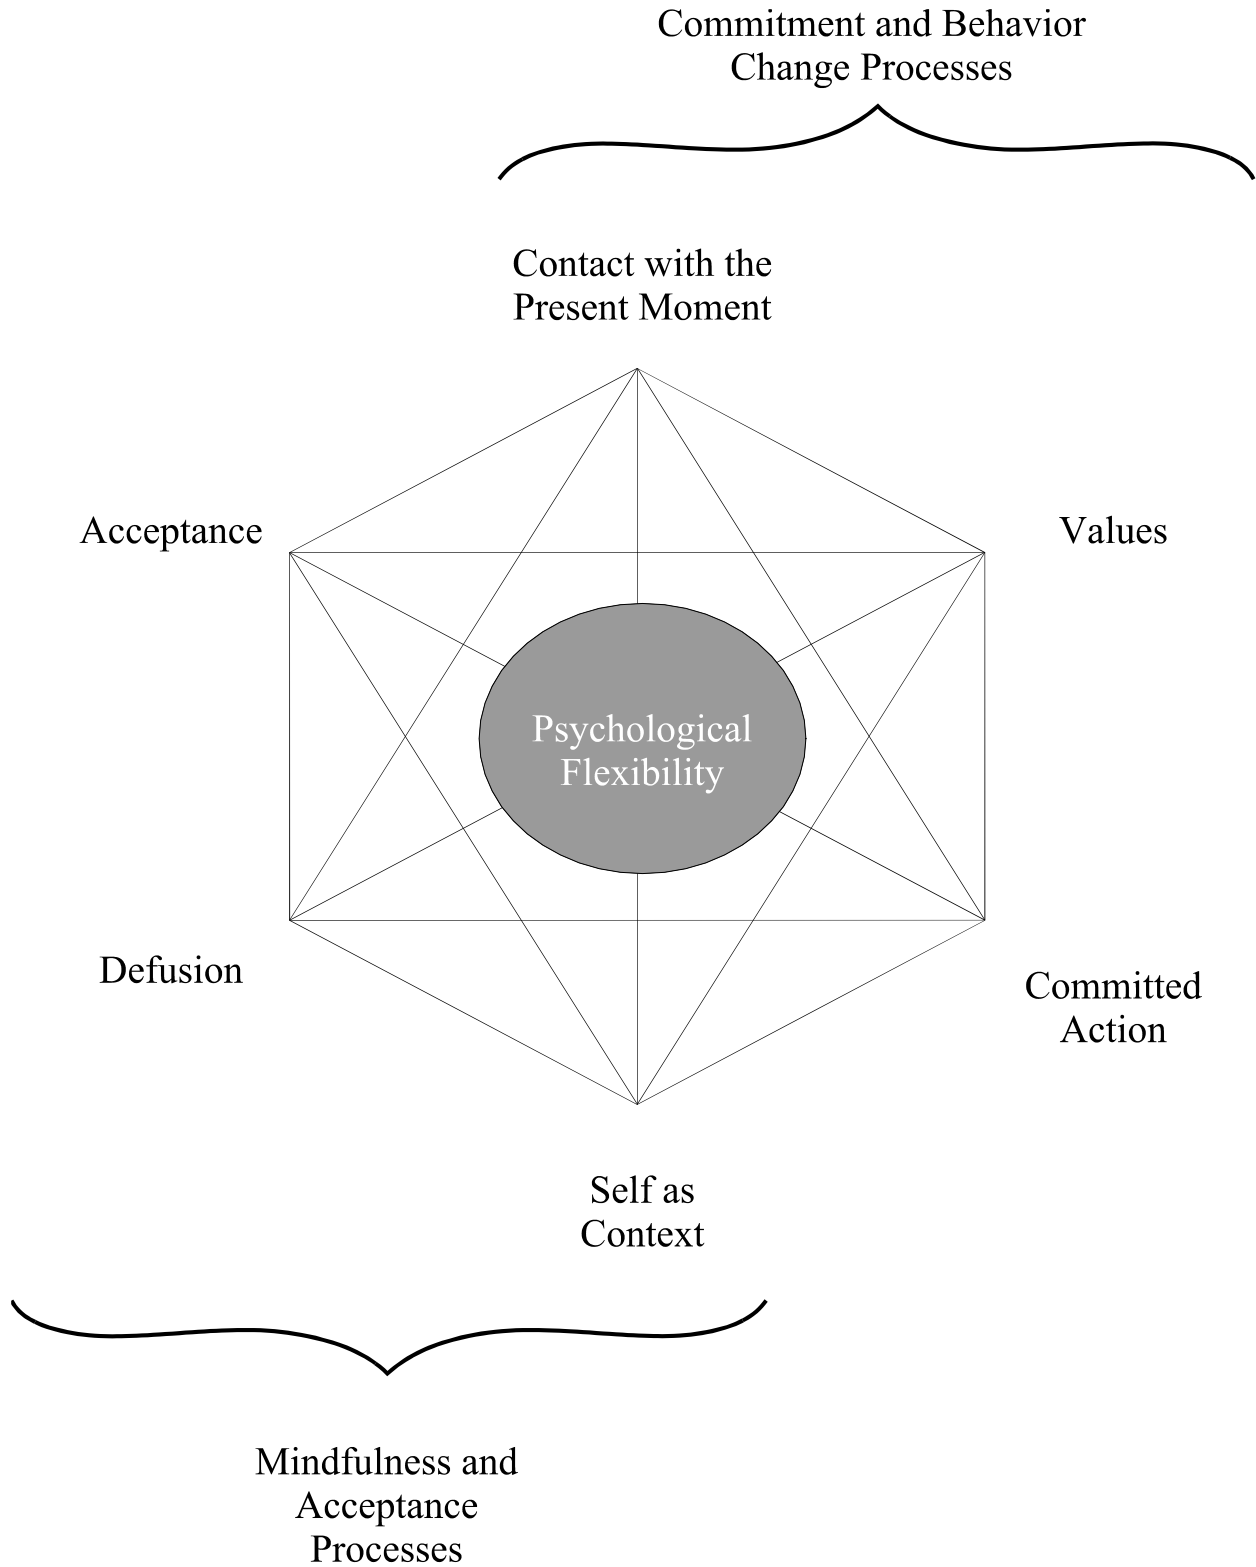 Commitment and Behavior
Change Processes
Contact with the
Present Moment
Acceptance
Values
Psychological
Flexibility
Defusion
Committed
Action
Self as
Context
Mindfulness and
Acceptance
Processes